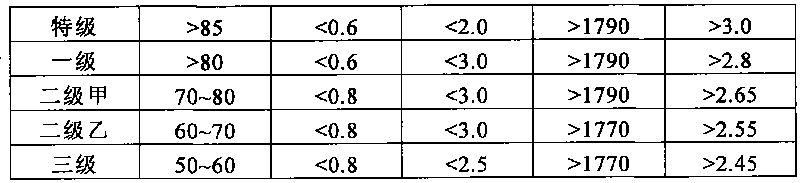 特级 >85 <0.6 <2.0 >1790 >3.0
一级 >80 <0.6 <3.0 >1790 >2.8
二级甲 70~80 <0.8 <3.0 >1790 >2.65
二级乙 60~70 <0.8 <3.0 >1770 >2.55
三级 50~60 <0.8 <2.5 >1770 >2.45